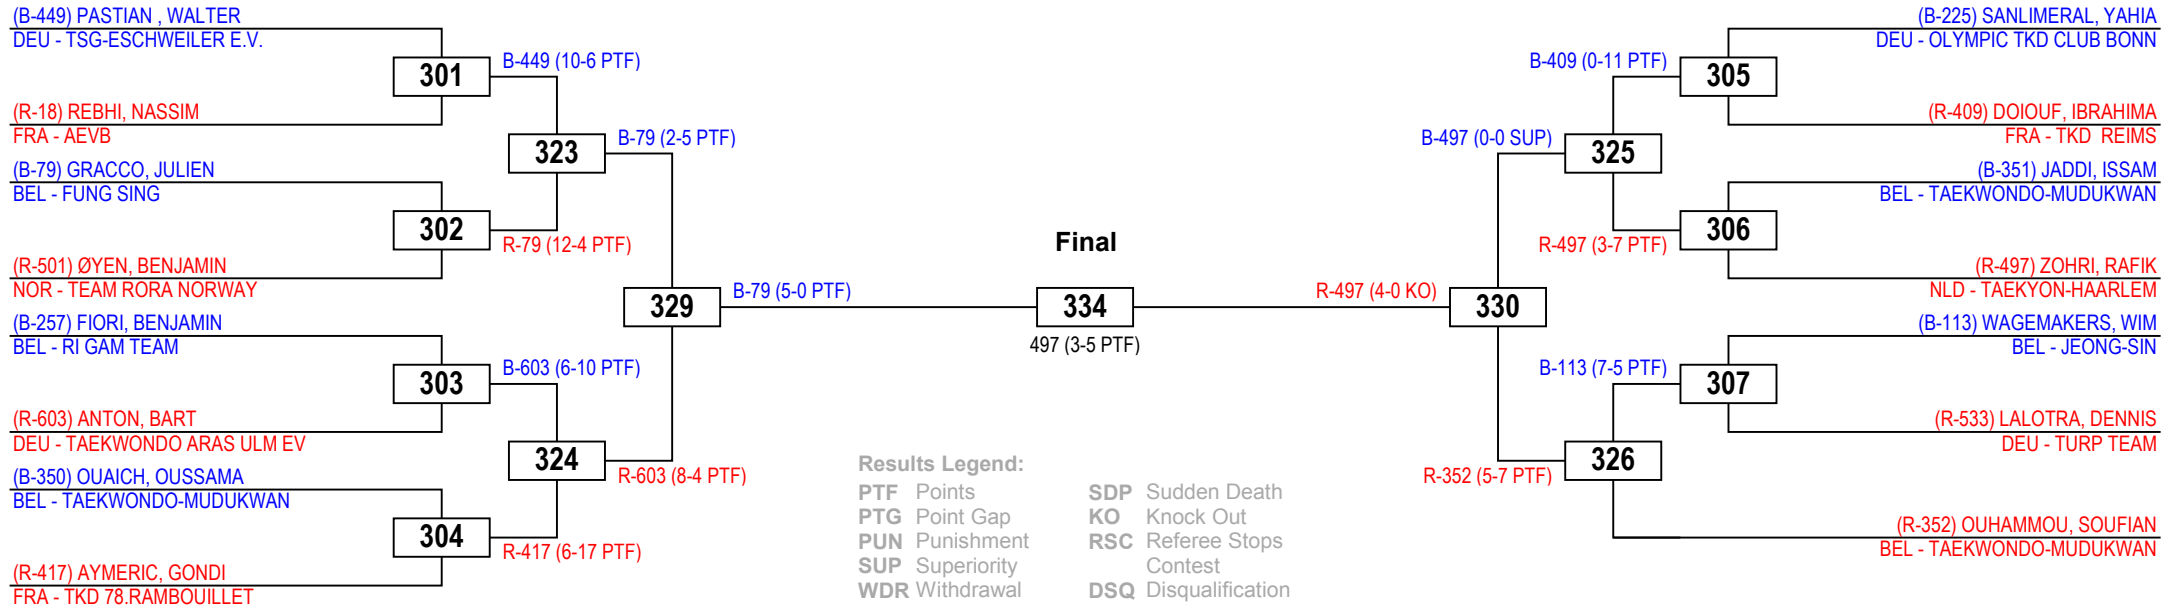 (B-449) PASTIAN , WALTER
DEU - TSG-ESCHWEILER E.V.
301
B-449 (10-6 PTF)
(R-18) REBHI, NASSIM
FRA - AEVB
323
B-79 (2-5 PTF)
(B-79) GRACCO, JULIEN
BEL - FUNG SING
302
R-79 (12-4 PTF)
(R-501) ØYEN, BENJAMIN
NOR - TEAM RORA NORWAY
329
B-79 (5-0 PTF)
(B-257) FIORI, BENJAMIN
BEL - RI GAM TEAM
303
B-603 (6-10 PTF)
(R-603) ANTON, BART
DEU - TAEKWONDO ARAS ULM EV
324
R-603 (8-4 PTF)
(B-350) OUAICH, OUSSAMA
BEL - TAEKWONDO-MUDUKWAN
304
R-417 (6-17 PTF)
(R-417) AYMERIC, GONDI
FRA - TKD 78.RAMBOUILLET
Final
334
497 (3-5 PTF)
(B-225) SANLIMERAL, YAHIA
DEU - OLYMPIC TKD CLUB BONN
B-409 (0-11 PTF)
305
(R-409) DOIOUF, IBRAHIMA
FRA - TKD  REIMS
B-497 (0-0 SUP)
325
(B-351) JADDI, ISSAM
BEL - TAEKWONDO-MUDUKWAN
R-497 (3-7 PTF)
306
(R-497) ZOHRI, RAFIK
NLD - TAEKYON-HAARLEM
R-497 (4-0 KO)
330
(B-113) WAGEMAKERS, WIM
BEL - JEONG-SIN
B-113 (7-5 PTF)
307
(R-533) LALOTRA, DENNIS
DEU - TURP TEAM
R-352 (5-7 PTF)
326
(R-352) OUHAMMOU, SOUFIAN
BEL - TAEKWONDO-MUDUKWAN
Results Legend:
PTF Points
PTG Point Gap
PUN Punishment
SUP Superiority
WDR Withdrawal
SDP Sudden Death
KO Knock Out
RSC Referee Stops
Contest
DSQ Disqualification